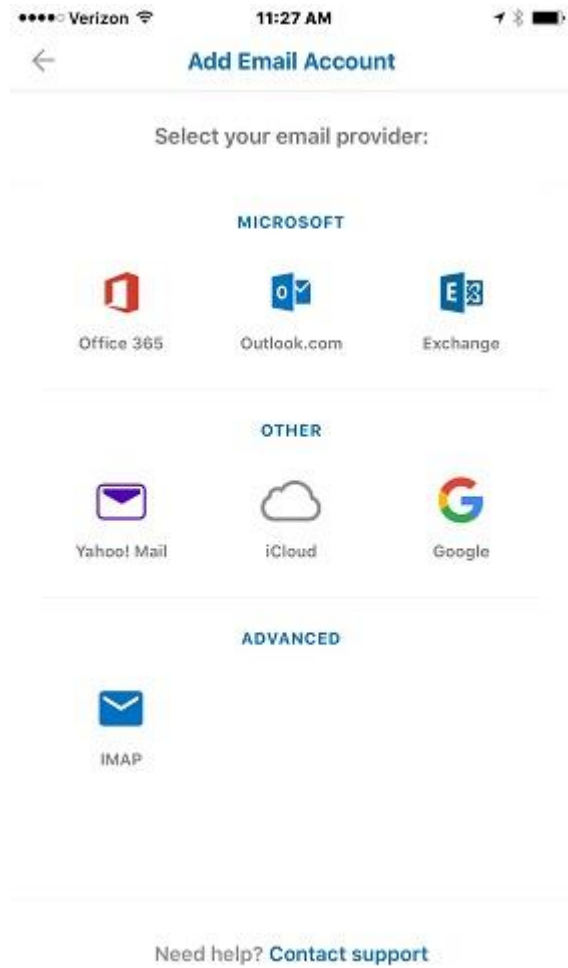 Verizon 11:27 AM
Add Email Account
Select your email provider:
MICROSOFT
Office 365 Outlook.com Exchange
OTHER
Yahoo! Mail iCloud Google
ADVANCED
IMAP
Need help? Contact support